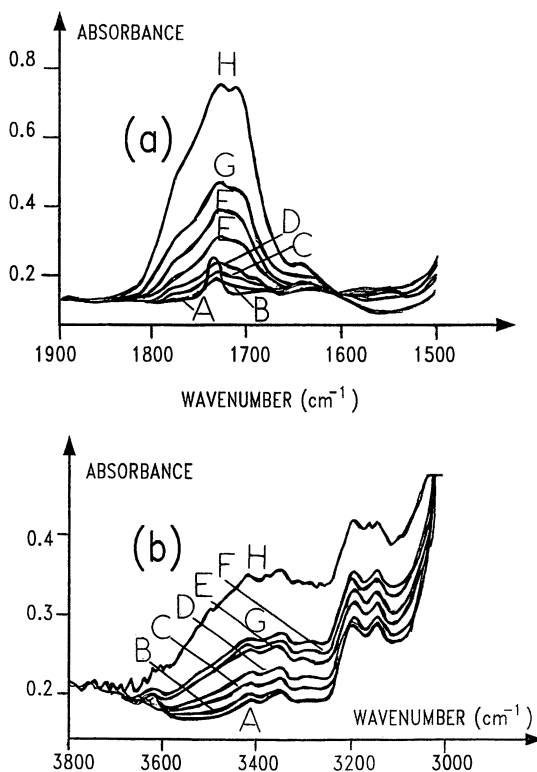 ABSORBANCE
0.8
H
0.6
(a)
G
0.4
F
D
E
C
0.2
A
B
1900 1800 1700 1600 1500
WAVENUMBER (cm⁻¹)
ABSORBANCE
0.4
(b)
F H
E
0.3
D G
C
B
0.2
A
WAVENUMBER (cm⁻¹)
3800 3600 3400 3200 3000